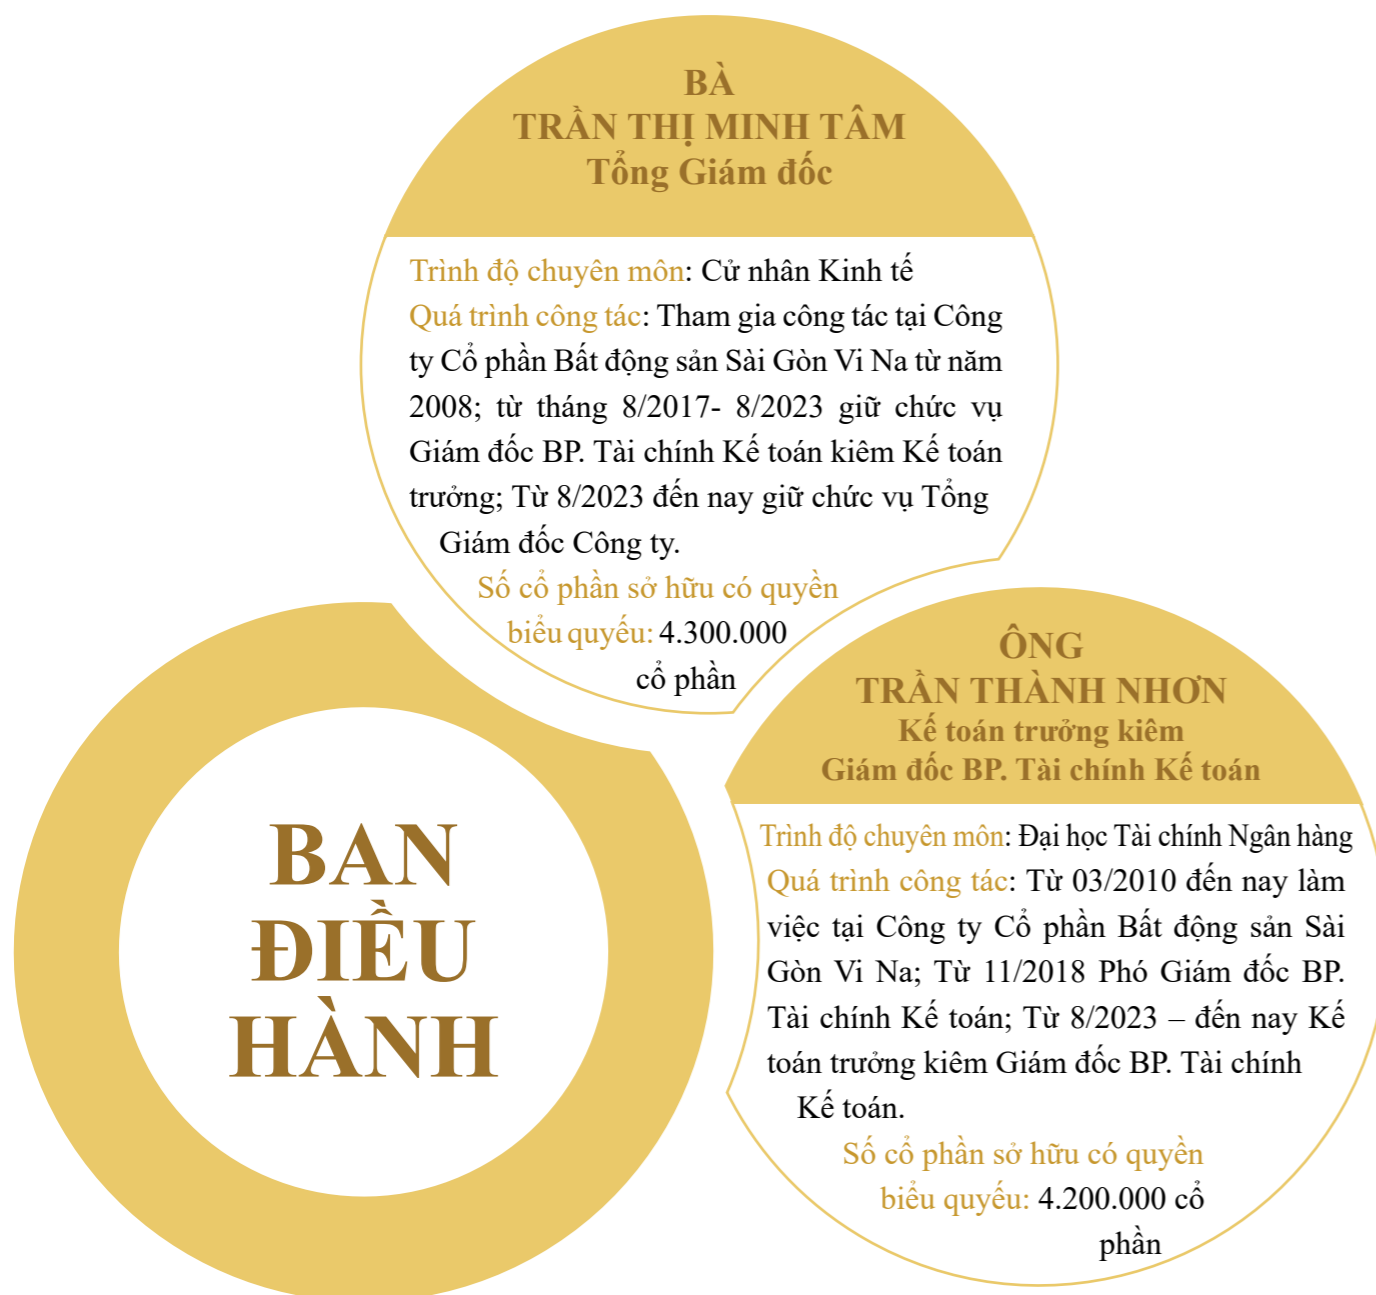 BÀ
TRẦN THỊ MINH TÂM
Tổng Giám đốc
Trình độ chuyên môn: Cử nhân Kinh tế
Quá trình công tác: Tham gia công tác tại Công
ty Cổ phần Bất động sản Sài Gòn Vi Na từ năm
2008; từ tháng 8/2017- 8/2023 giữ chức vụ
Giám đốc BP. Tài chính Kế toán kiêm Kế toán
trưởng; Từ 8/2023 đến nay giữ chức vụ Tổng
Giám đốc Công ty.
Số cổ phần sở hữu có quyền
biểu quyếu: 4.300.000
cổ phần
BAN
ĐIỀU
HÀNH
ÔNG
TRẦN THÀNH NHƠN
Kế toán trưởng kiêm
Giám đốc BP. Tài chính Kế toán
Trình độ chuyên môn: Đại học Tài chính Ngân hàng
Quá trình công tác: Từ 03/2010 đến nay làm
việc tại Công ty Cổ phần Bất động sản Sài
Gòn Vi Na; Từ 11/2018 Phó Giám đốc BP.
Tài chính Kế toán; Từ 8/2023 – đến nay Kế
toán trưởng kiêm Giám đốc BP. Tài chính
Kế toán.
Số cổ phần sở hữu có quyền
biểu quyếu: 4.200.000 cổ
phần